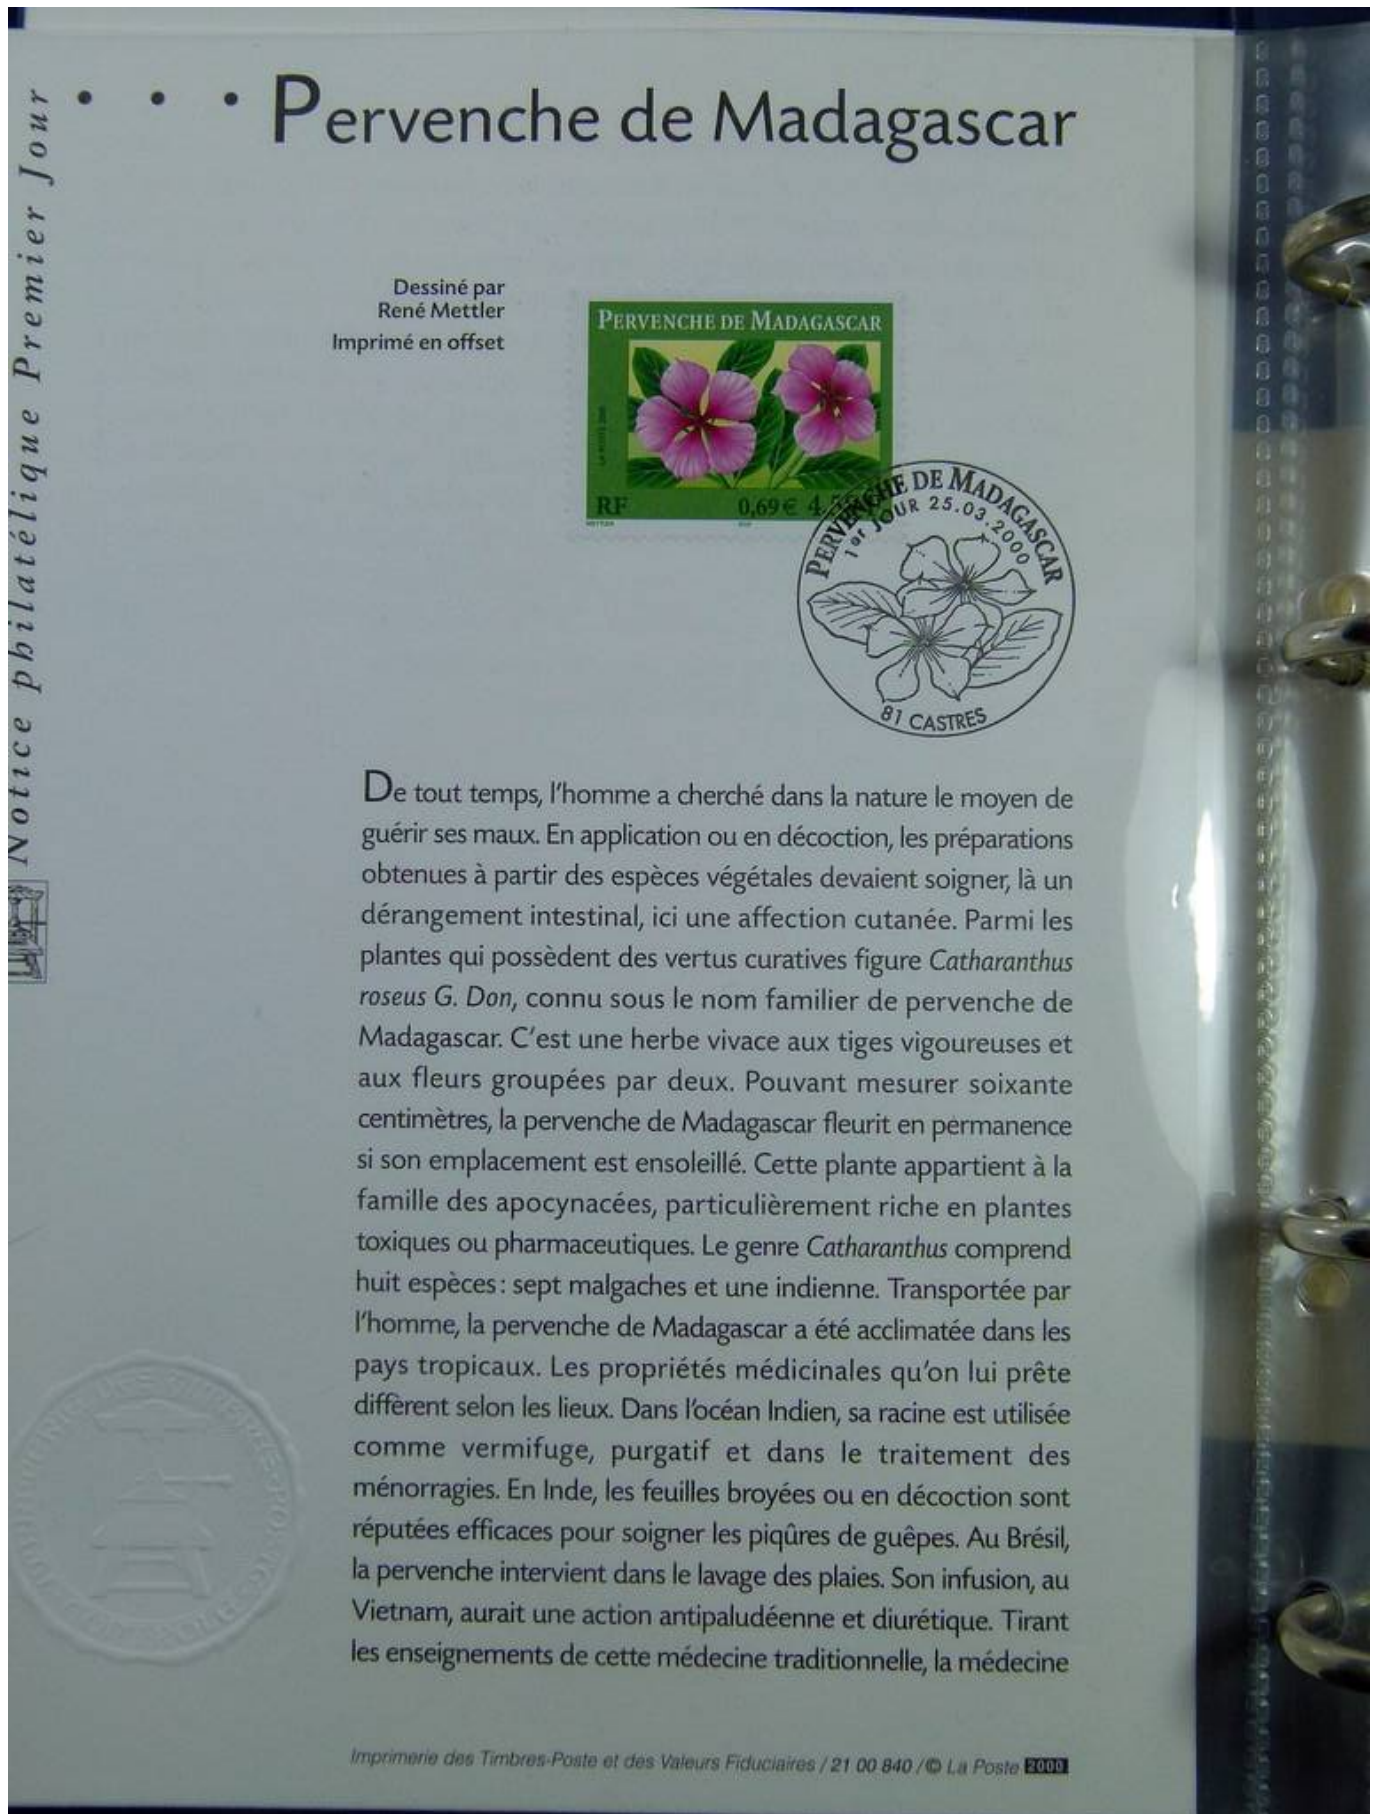 Notice philatélique Premier Jour
Pervenche de Madagascar
Dessiné par
René Mettler
Imprimé en offset
PERVENCHE DE MADAGASCAR
RF
0,69€ 4,
METTLER
PERVENCHE DE MADAGASCAR
1er JOUR 25.03.2000
81 CASTRES
De tout temps, l'homme a cherché dans la nature le moyen de
guérir ses maux. En application ou en décoction, les préparations
obtenues à partir des espèces végétales devaient soigner, là un
dérangement intestinal, ici une affection cutanée. Parmi les
plantes qui possèdent des vertus curatives figure Catharanthus
roseus G. Don, connu sous le nom familier de pervenche de
Madagascar. C'est une herbe vivace aux tiges vigoureuses et
aux fleurs groupées par deux. Pouvant mesurer soixante
centimètres, la pervenche de Madagascar fleurit en permanence
si son emplacement est ensoleillé. Cette plante appartient à la
famille des apocynacées, particulièrement riche en plantes
toxiques ou pharmaceutiques. Le genre Catharanthus comprend
huit espèces : sept malgaches et une indienne. Transportée par
l'homme, la pervenche de Madagascar a été acclimatée dans les
pays tropicaux. Les propriétés médicinales qu'on lui prête
diffèrent selon les lieux. Dans l'océan Indien, sa racine est utilisée
comme vermifuge, purgatif et dans le traitement des
ménorragies. En Inde, les feuilles broyées ou en décoction sont
réputées efficaces pour soigner les piqûres de guêpes. Au Brésil,
la pervenche intervient dans le lavage des plaies. Son infusion, au
Vietnam, aurait une action antipaludéenne et diurétique. Tirant
les enseignements de cette médecine traditionnelle, la médecine
Imprimerie des Timbres-Poste et des Valeurs Fiduciaires / 21 00 840 / © La Poste 2000